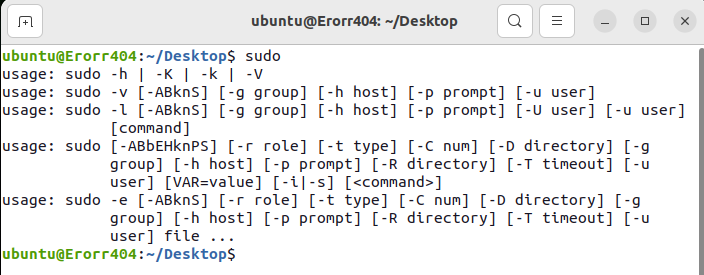 ubuntu@Erorr404: ~/Desktop
ubuntu@Erorr404:~/Desktop$ sudo
usage: sudo -h | -K | -k | -V
usage: sudo -v [-ABknS] [-g group] [-h host] [-p prompt] [-u user]
usage: sudo -l [-ABknS] [-g group] [-h host] [-p prompt] [-U user] [-u user]
[command]
usage: sudo [-ABbEHknPS] [-r role] [-t type] [-C num] [-D directory] [-g
group] [-h host] [-p prompt] [-R directory] [-T timeout] [-u
user] [VAR=value] [-i|-s] [<command>]
usage: sudo -e [-ABknS] [-r role] [-t type] [-C num] [-D directory] [-g
group] [-h host] [-p prompt] [-R directory] [-T timeout] [-u
user] file ...
ubuntu@Erorr404:~/Desktop$